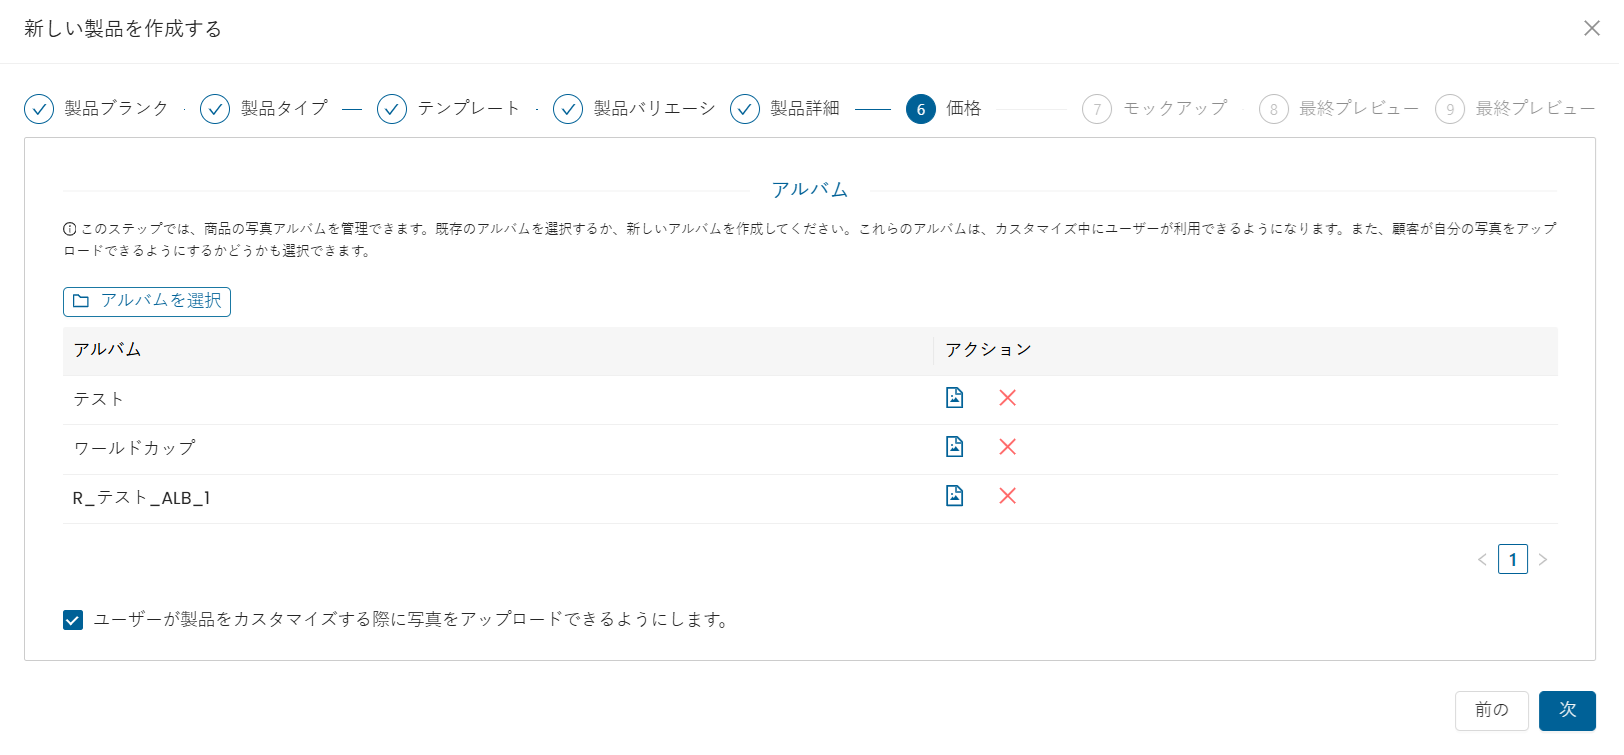 新しい製品を作成する
製品ブランク
製品タイプ
テンプレート
製品バリエーシ
製品詳細
6 価格
7 モックアップ
8 最終プレビュー
9 最終プレビュー
アルバム
このステップでは、商品の写真アルバムを管理できます。既存のアルバムを選択するか、新しいアルバムを作成してください。これらのアルバムは、カスタマイズ中にユーザーが利用できるようになります。また、顧客が自分の写真をアップ
ロードできるようにするかどうかも選択できます。
アルバムを選択
アルバム アクション
テスト
ワールドカップ
R_テスト_ALB_1
< 1 >
ユーザーが製品をカスタマイズする際に写真をアップロードできるようにします。
前の 次